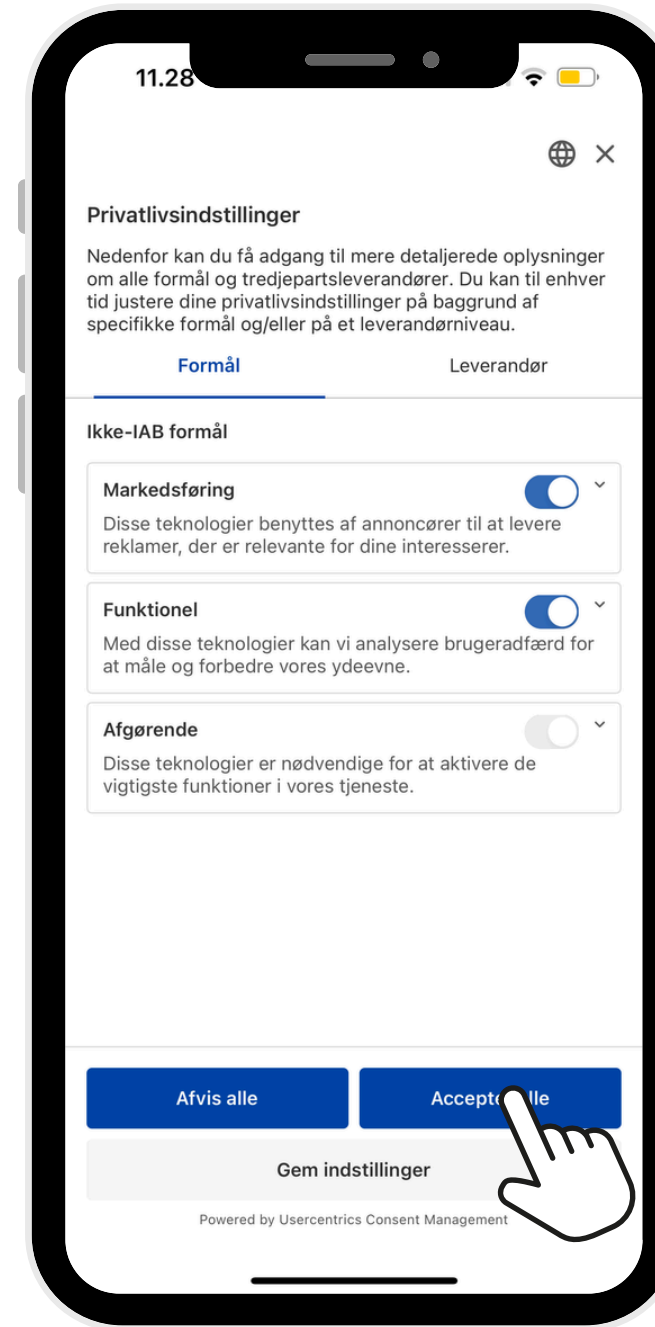 11.28
Privatlivsindstillinger
Nedenfor kan du få adgang til mere detaljerede oplysninger
om alle formål og tredjepartsleverandører. Du kan til enhver
tid justere dine privatlivsindstillinger på baggrund af
specifikke formål og/eller på et leverandørniveau.
Formål
Leverandør
Ikke-IAB formål
Markedsføring
Disse teknologier benyttes af annoncører til at levere
reklamer, der er relevante for dine interesserer.
Funktionel
Med disse teknologier kan vi analysere brugeradfærd for
at måle og forbedre vores ydeevne.
Afgørende
Disse teknologier er nødvendige for at aktivere de
vigtigste funktioner i vores tjeneste.
Afvis alle
Gem indstillinger
Powered by Usercentrics Consent Management